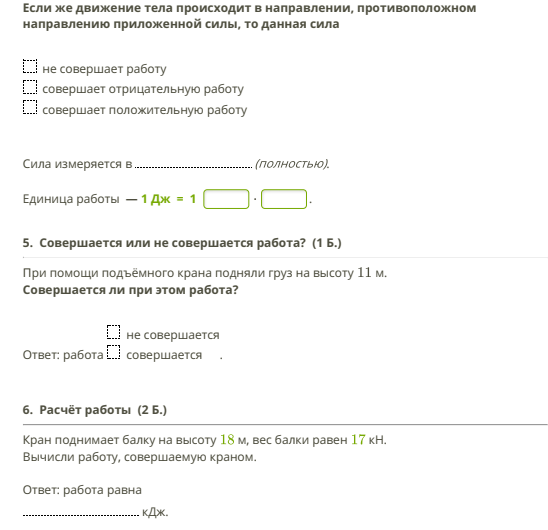 Если же движение тела происходит в направлении, противоположном
направлению приложенной силы, то данная сила
не совершает работу
совершает отрицательную работу
совершает положительную работу
Сила измеряется в (полностью).
Единица работы — 1 Дж = 1 · .
5. Совершается или не совершается работа? (1 Б.)
При помощи подъёмного крана подняли груз на высоту 11 м.
Совершается ли при этом работа?
не совершается
Ответ: работа совершается .
6. Расчёт работы (2 Б.)
Кран поднимает балку на высоту 18 м, вес балки равен 17 кН.
Вычисли работу, совершаемую краном.
Ответ: работа равна
кДж.